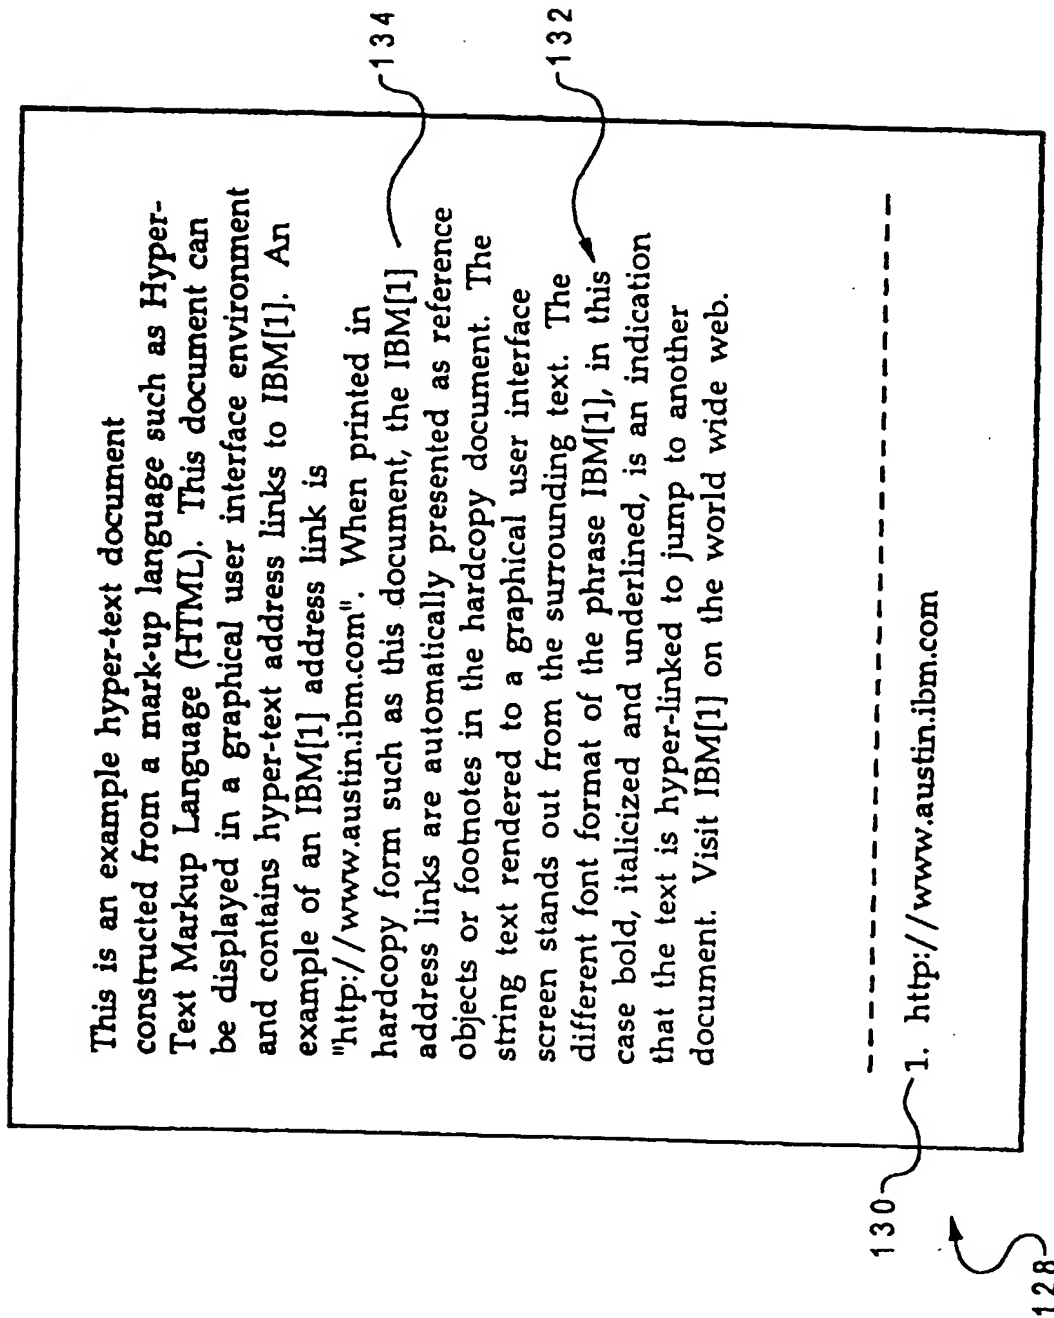 This is an example hyper-text document
constructed from a mark-up language such as Hyper-
Text Markup Language (HTML). This document can
be displayed in a graphical user interface environment
and contains hyper-text address links to IBM[1]. An
example of an IBM[1] address link is
"http://www.austin.ibm.com". When printed in
hardcopy form such as this document, the IBM[1]
address links are automatically presented as reference
objects or footnotes in the hardcopy document. The
string text rendered to a graphical user interface
screen stands out from the surrounding text. The
different font format of the phrase IBM[1], in this
case bold, italicized and underlined, is an indication
that the text is hyper-linked to jump to another
document. Visit IBM[1] on the world wide web.
1. http://www.austin.ibm.com
134
132
130
128